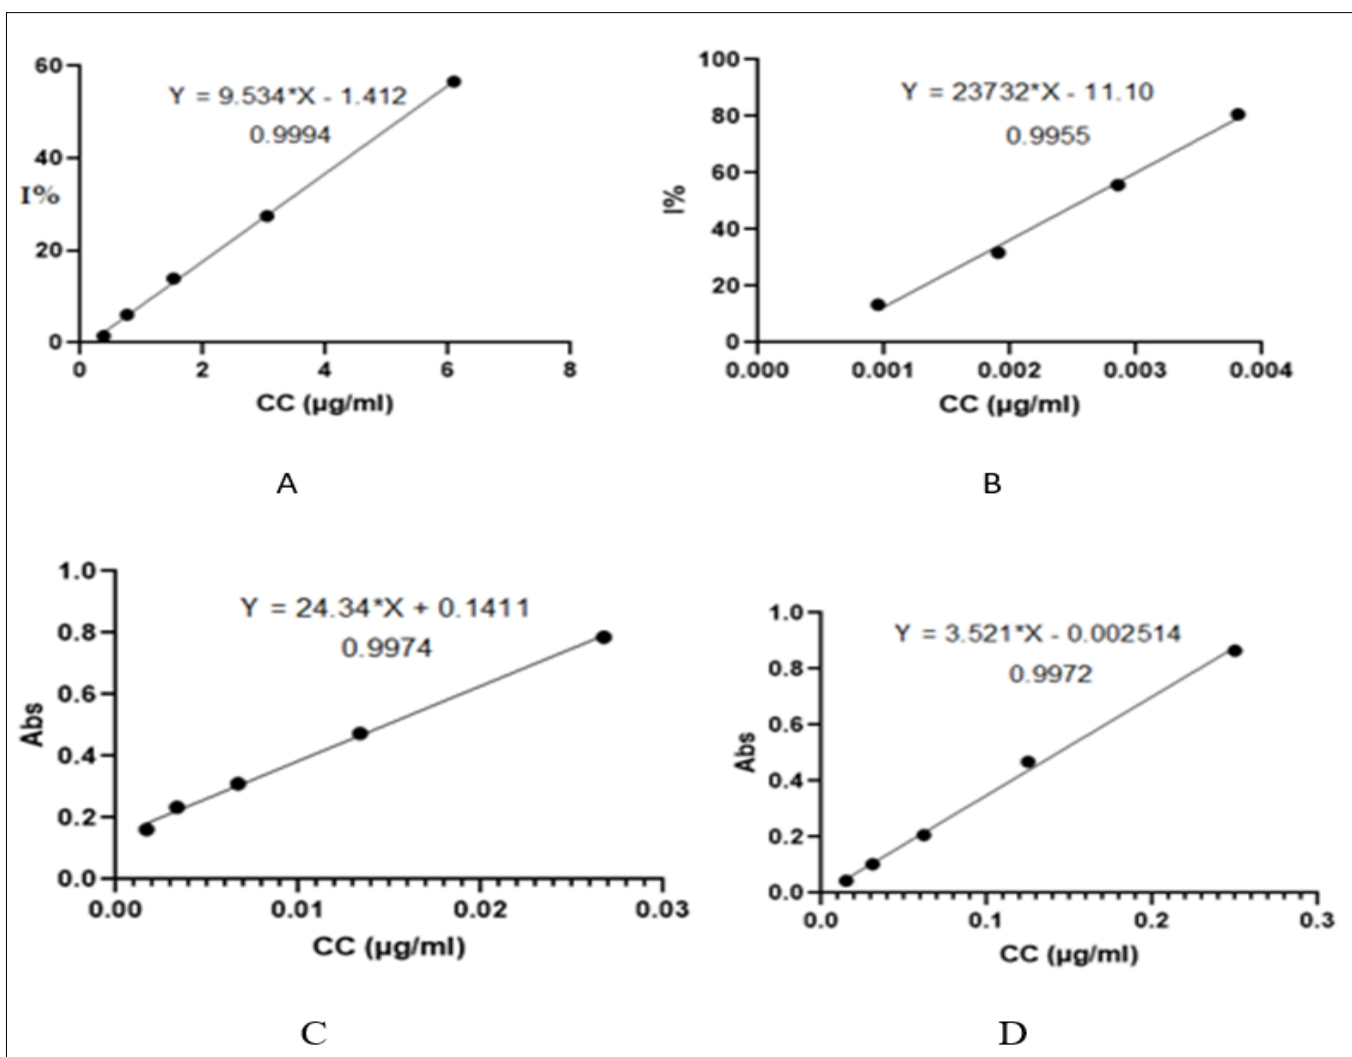 Y = 9.534*X - 1.412
0.9994
60
40
20
0
I%
0 2 4 6 8
CC (µg/ml)
A
Y = 23732*X - 11.10
0.9955
100
80
60
40
20
0
I%
0.000 0.001 0.002 0.003 0.004
CC (µg/ml)
B
Y = 24.34*X + 0.1411
0.9974
1.0
0.8
0.6
0.4
0.2
0.0
Abs
0.00 0.01 0.02 0.03
CC (µg/ml)
C
Y = 3.521*X - 0.002514
0.9972
1.0
0.8
0.6
0.4
0.2
0.0
Abs
0.0 0.1 0.2 0.3
CC (µg/ml)
D